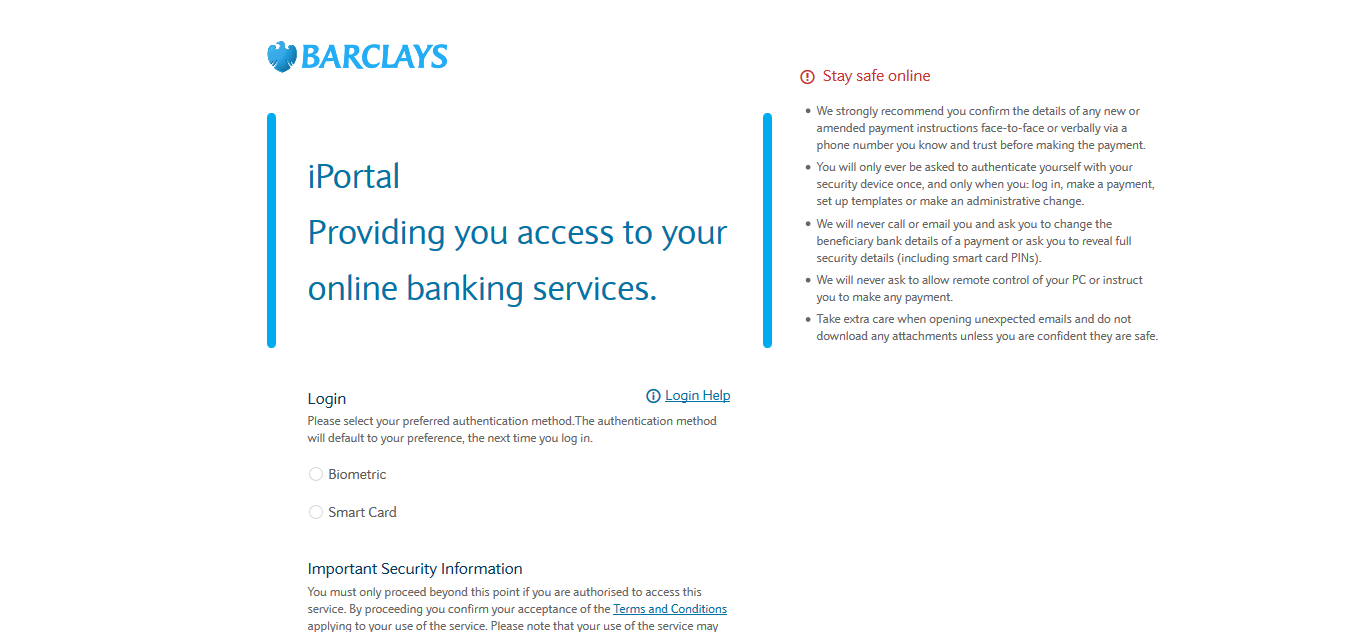 BARCLAYS
iPortal
Providing you access to your
online banking services.
Stay safe online
We strongly recommend you confirm the details of any new or
amended payment instructions face-to-face or verbally via a
phone number you know and trust before making the payment.
You will only ever be asked to authenticate yourself with your
security device once, and only when you: log in, make a payment,
set up templates or make an administrative change.
We will never call or email you and ask you to change the
beneficiary bank details of a payment or ask you to reveal full
security details (including smart card PINs).
We will never ask to allow remote control of your PC or instruct
you to make any payment.
Take extra care when opening unexpected emails and do not
download any attachments unless you are confident they are safe.
Login
Login Help
Please select your preferred authentication method.The authentication method
will default to your preference, the next time you log in.
Biometric
Smart Card
Important Security Information
You must only proceed beyond this point if you are authorised to access this
service. By proceeding you confirm your acceptance of the Terms and Conditions
applying to your use of the service. Please note that your use of the service may